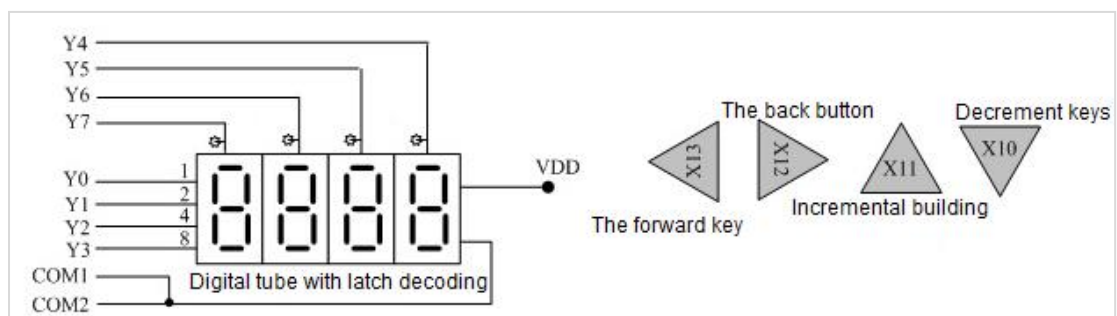 Y4
Y5
Y6
Y7
Y0
Y1
Y2
Y3
COM1
COM2
1
2
4
8
VDD
Digital tube with latch decoding
The back button
Decrement keys
X13
X12
X11
X10
Incremental building
The forward key